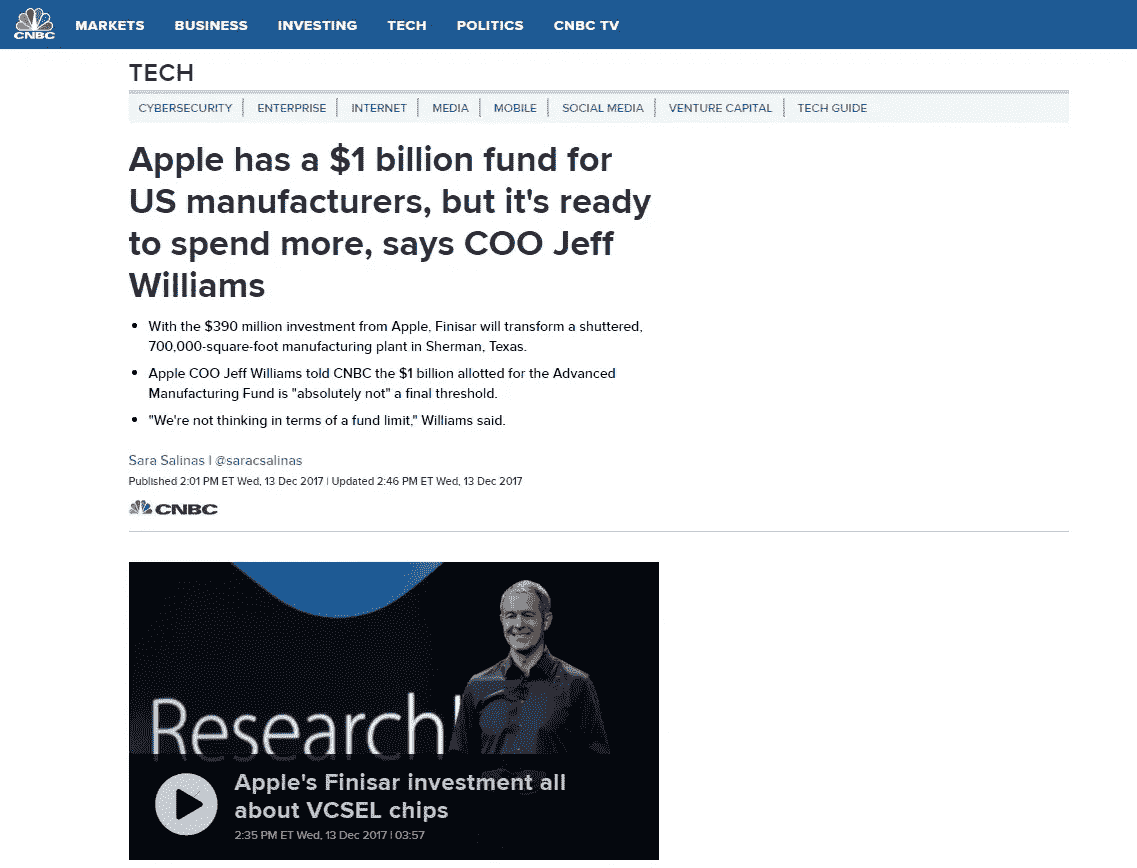 CNBC
MARKETS BUSINESS INVESTING TECH POLITICS CNBC TV
TECH
CYBERSECURITY ENTERPRISE INTERNET MEDIA MOBILE SOCIAL MEDIA VENTURE CAPITAL TECH GUIDE
Apple has a $1 billion fund for
US manufacturers, but it's ready
to spend more, says COO Jeff
Williams
• With the $390 million investment from Apple, Finisar will transform a shuttered,
700,000-square-foot manufacturing plant in Sherman, Texas.
• Apple COO Jeff Williams told CNBC the $1 billion allotted for the Advanced
Manufacturing Fund is "absolutely not" a final threshold.
• "We're not thinking in terms of a fund limit," Williams said.
Sara Salinas | @saracsalinas
Published 2:01 PM ET Wed, 13 Dec 2017 | Updated 2:46 PM ET Wed, 13 Dec 2017
CNBC
Research
Apple's Finisar investment all
about VCSEL chips
2:35 PM ET Wed, 13 Dec 2017 | 03:57